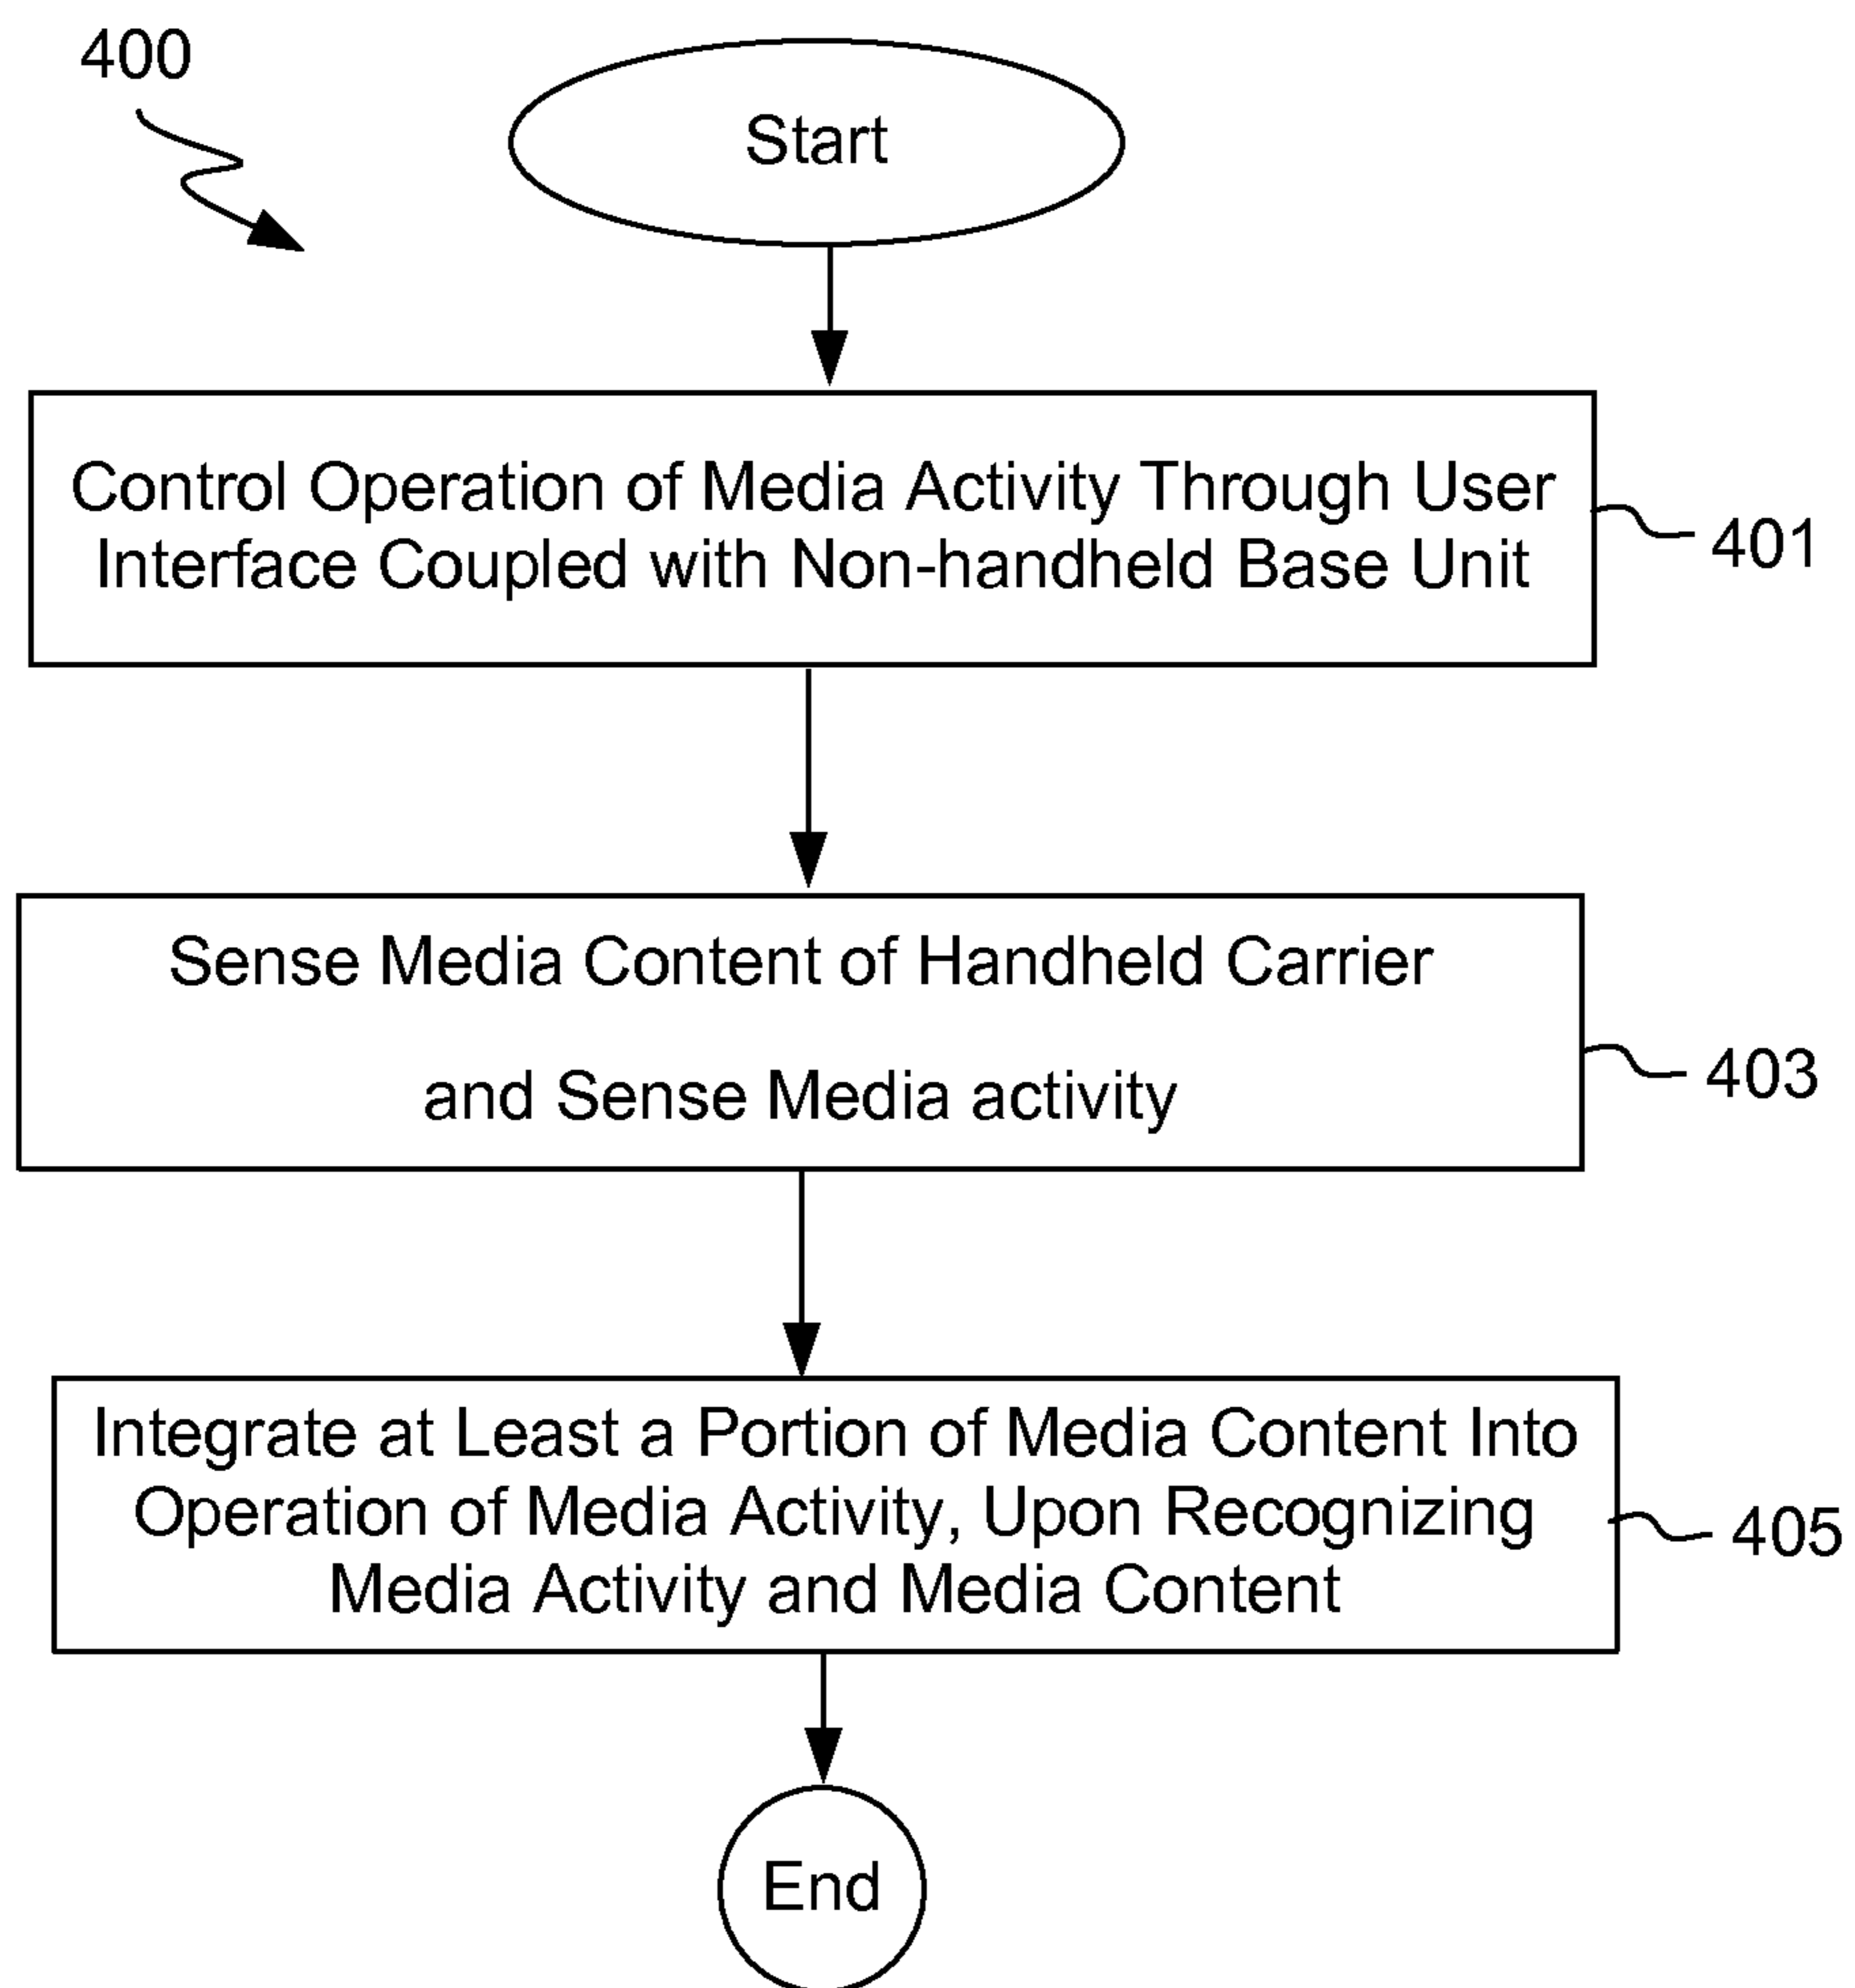 400
Start
Control Operation of Media Activity Through User
Interface Coupled with Non-handheld Base Unit
401
Sense Media Content of Handheld Carrier
and Sense Media activity
403
Integrate at Least a Portion of Media Content Into
Operation of Media Activity, Upon Recognizing
Media Activity and Media Content
405
End